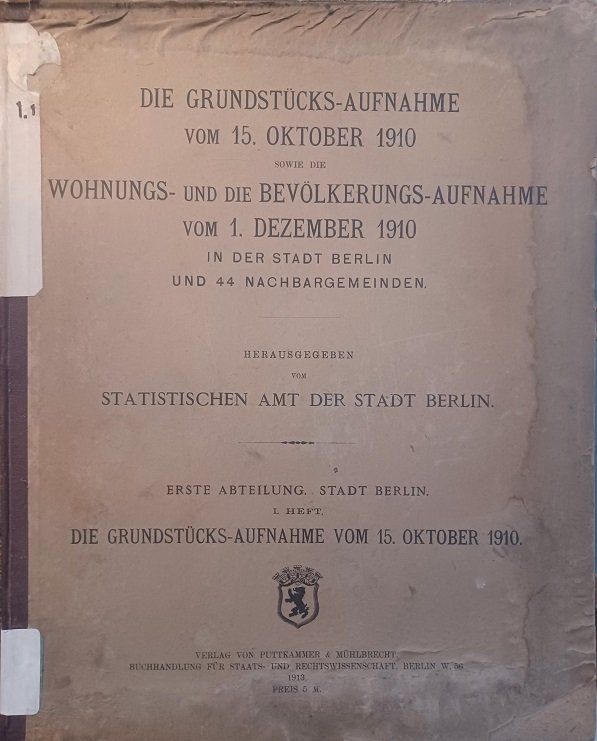 1.1
DIE GRUNDSTÜCKS-AUFNAHME
VOM 15. OKTOBER 1910
SOWIE DIE
WOHNUNGS- UND DIE BEVÖLKERUNGS-AUFNAHME
VOM 1. DEZEMBER 1910
IN DER STADT BERLIN
UND 44 NACHBARGEMEINDEN.
HERAUSGEGEBEN
VOM
STATISTISCHEN AMT DER STADT BERLIN.
ERSTE ABTEILUNG. STADT BERLIN.
I. HEFT.
DIE GRUNDSTÜCKS-AUFNAHME VOM 15. OKTOBER 1910.
VERLAG VON PUTTKAMMER & MÜHLBRECHT,
BUCHHANDLUNG FÜR STAATS- UND RECHTSWISSENSCHAFT, BERLIN W. 56
1913.
PREIS 5 M.